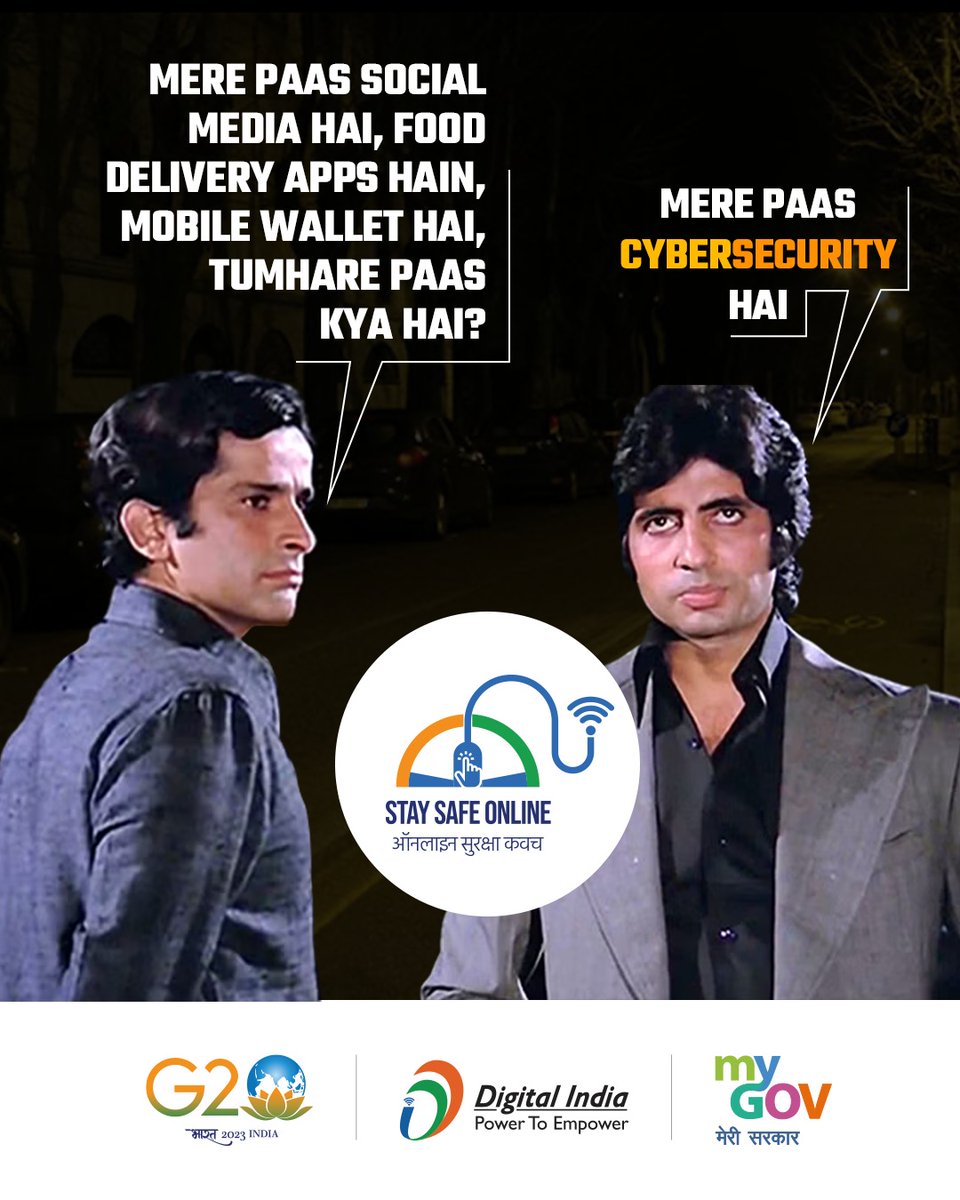 MERE PAAS SOCIAL
MEDIA HAI, FOOD
DELIVERY APPS HAIN,
MOBILE WALLET HAI,
TUMHARE PAAS
KYA HAI?
MERE PAAS
CYBERSECURITY
HAI
STAY SAFE ONLINE
ऑनलाइन सुरक्षा कवच
G20
भारत 2023 INDIA
Digital India
Power To Empower
my
GOV
मेरी सरकार